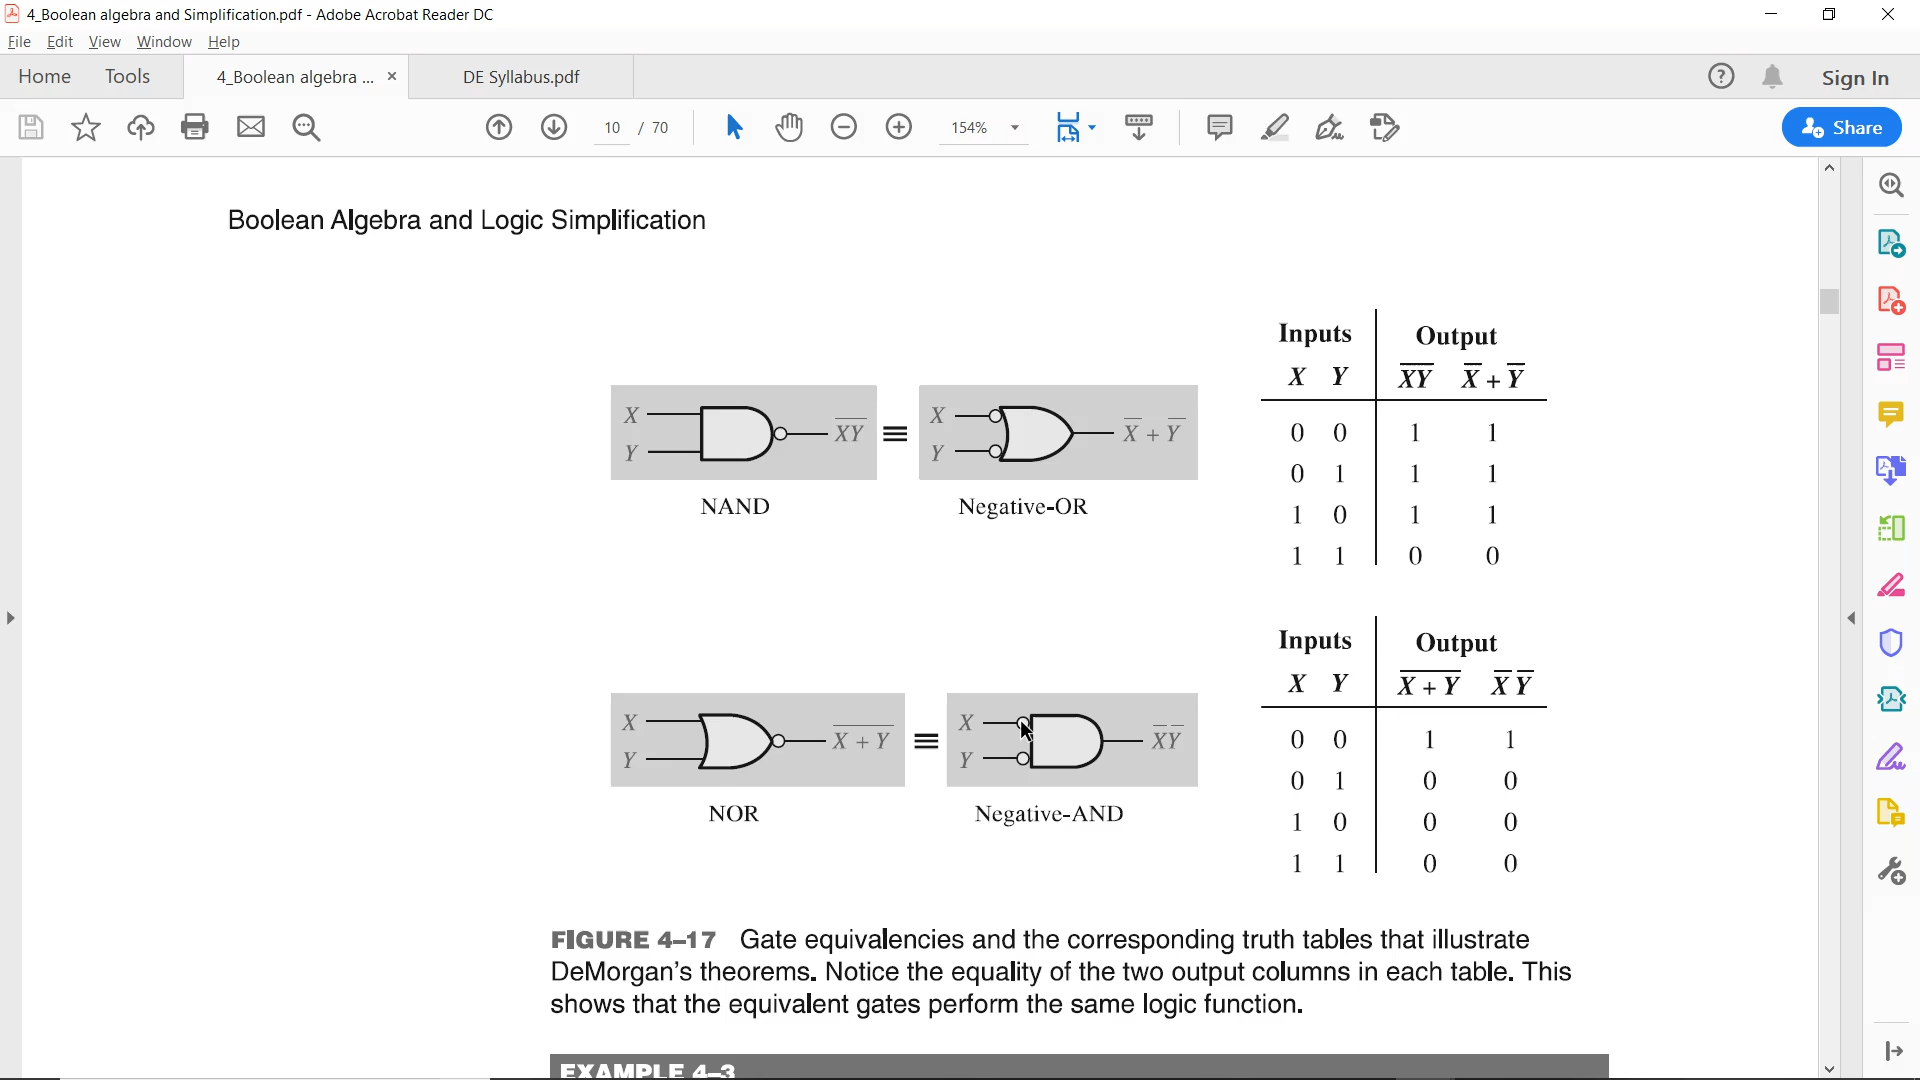 4_Boolean algebra and Simplification.pdf - Adobe Acrobat Reader DC
File Edit View Window Help
Home Tools 4_Boolean algebra ... × DE Syllabus.pdf Sign In
10 / 70 154% Share
Boolean Algebra and Logic Simplification
Inputs Output
X Y X̅Y̅ X̅ + Y̅
X Y X̅Y̅ ≡ X Y X̅ + Y̅
0 0 1 1
0 1 1 1
1 0 1 1
1 1 0 0
NAND Negative-OR
Inputs Output
X Y X̅ ̅+̅ ̅Y̅ X̅ Y̅
X Y X̅ ̅+̅ ̅Y̅ ≡ X Y X̅ Y̅
0 0 1 1
0 1 0 0
1 0 0 0
1 1 0 0
NOR Negative-AND
FIGURE 4–17 Gate equivalencies and the corresponding truth tables that illustrate
DeMorgan's theorems. Notice the equality of the two output columns in each table. This
shows that the equivalent gates perform the same logic function.
EXAMPLE 4–3